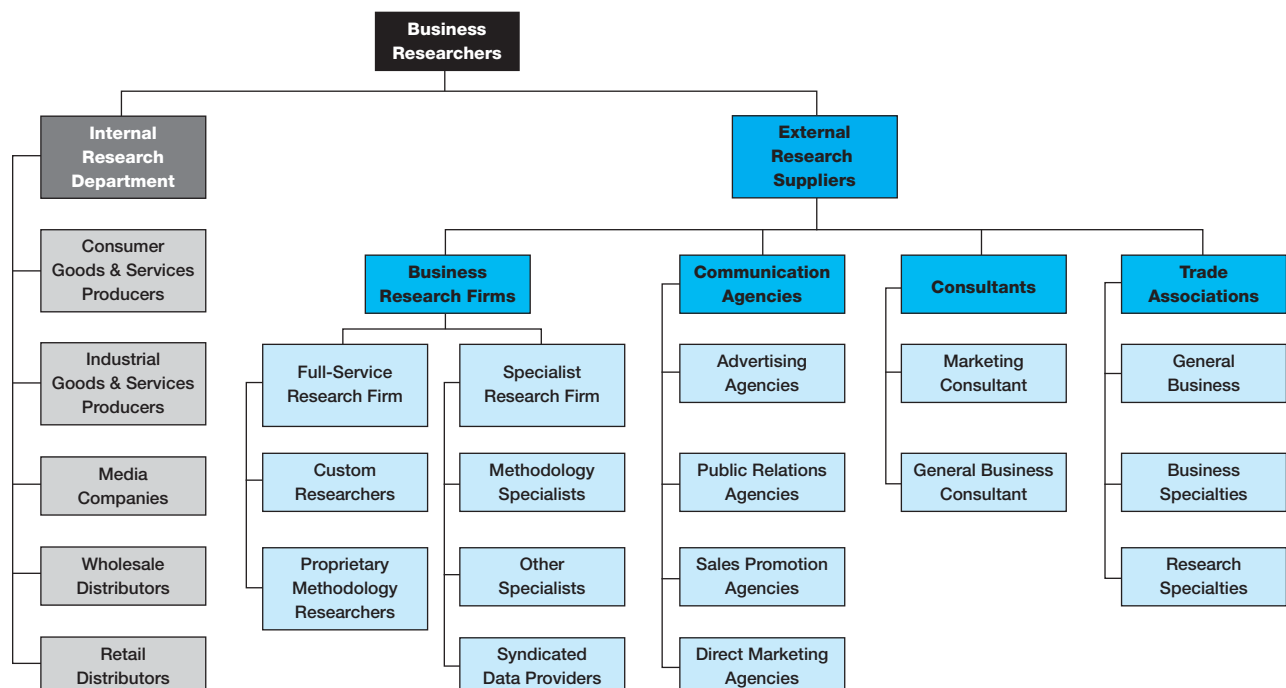 Business
Researchers
Internal
Research
Department
External
Research
Suppliers
Consumer
Goods & Services
Producers
Industrial
Goods & Services
Producers
Media
Companies
Wholesale
Distributors
Retail
Distributors
Business
Research Firms
Full-Service
Research Firm
Custom
Researchers
Proprietary
Methodology
Researchers
Specialist
Research Firm
Methodology
Specialists
Other
Specialists
Syndicated
Data Providers
Communication
Agencies
Advertising
Agencies
Public Relations
Agencies
Sales Promotion
Agencies
Direct Marketing
Agencies
Consultants
Marketing
Consultant
General Business
Consultant
Trade
Associations
General
Business
Business
Specialties
Research
Specialties